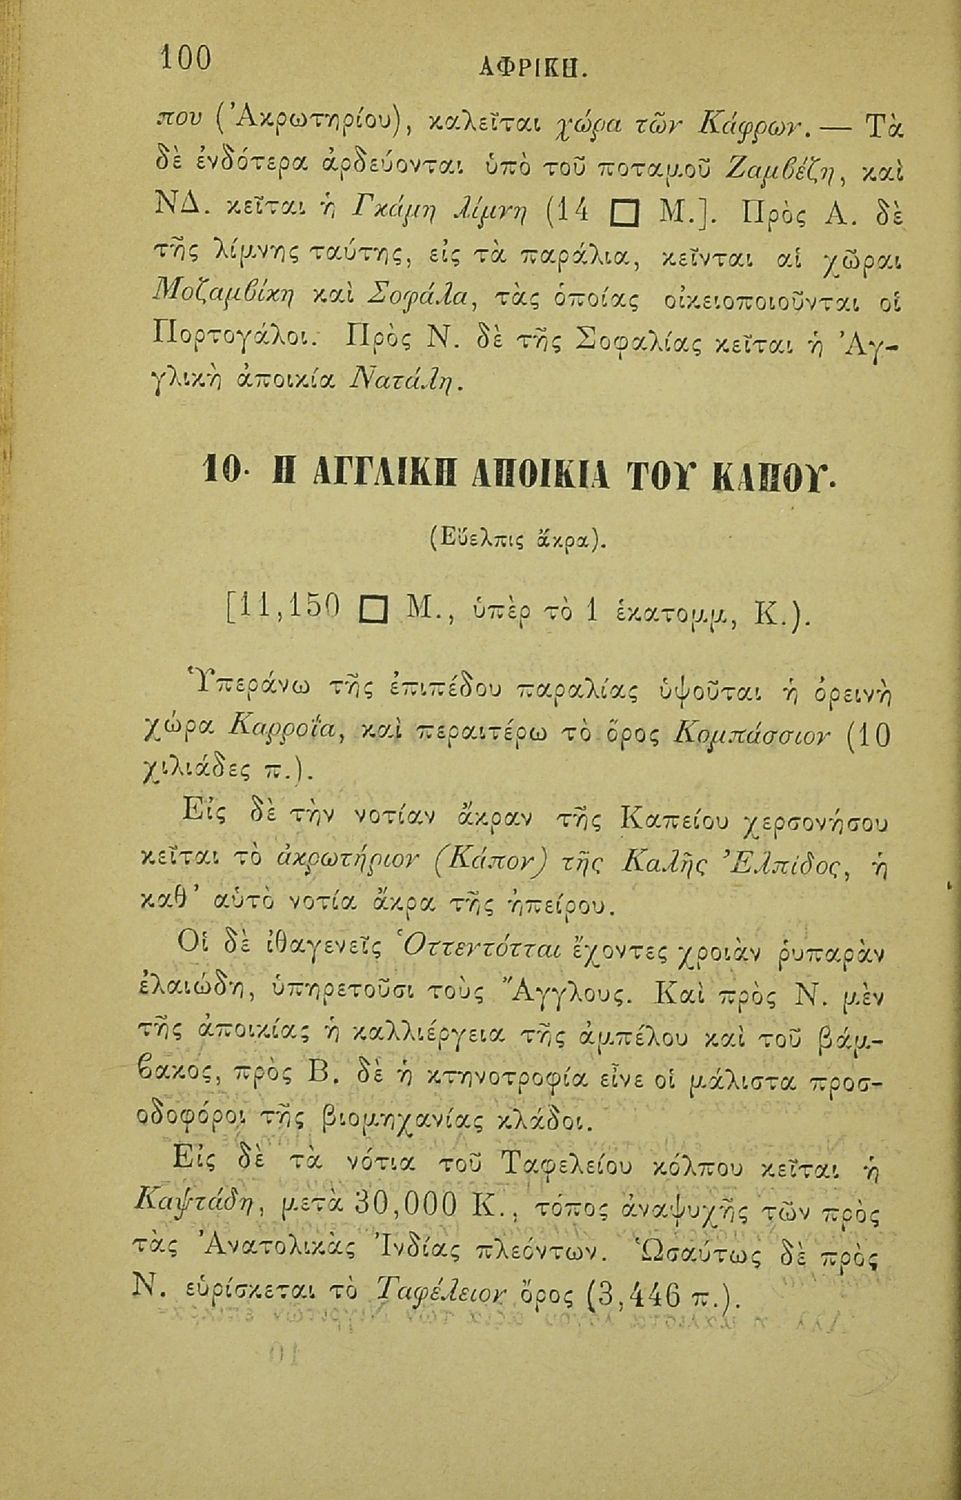 100
ΑΦΡΙΚΗ.
που (Ἀκρωτηρίου), καλεῖται χώρα τῶν Κάφρων. — Τὰ
δὲ ἐνδότερα ἀρδεύονται ὑπὸ τοῦ ποταμοῦ Ζαμβέζη, καὶ
ΝΔ. κεῖται ἡ Γκάμη λίμνη (14 □ Μ.]. Πρὸς Α. δὲ
τῆς λίμνης ταύτης, εἰς τὰ παράλια, κεῖνται αἱ χῶραι
Μοζαμβίκη καὶ Σοφάλα, τὰς ὁποίας οἰκειοποιοῦνται οἱ
Πορτογάλοι. Πρὸς Ν. δὲ τῆς Σοφαλίας κεῖται ἡ Ἀγ-
γλικὴ ἀποικία Νατάλη.
10· Η ΑΓΓΛΙΚΗ ΑΠΟΙΚΙΑ ΤΟΥ ΚΑΠΟΥ·
(Εὔελπις ἄκρα).
[11,150 □ Μ., ὑπὲρ τὸ 1 ἑκατομμ, Κ.).
Ὑπεράνω τῆς ἐπιπέδου παραλίας ὑψοῦται ἡ ὀρεινὴ
χώρα Καρροΐα, καὶ περαιτέρω τὸ ὄρος Κομπάσσιον (10
χιλιάδες π.).
Εἰς δὲ τὴν νοτίαν ἄκραν τῆς Καπείου χερσονήσου
κεῖται τὸ ἀκρωτήριον (Κάπον) τῆς Καλῆς Ἐλπίδος, ἡ
καθ' αὑτὸ νοτία ἄκρα τῆς ἠπείρου.
Οἱ δὲ ἰθαγενεῖς Ὁττεντότται ἔχοντες χροιὰν ῥυπαρὰν
ἐλαιώδη, ὑπηρετοῦσι τοὺς Ἄγγλους. Καὶ πρὸς Ν. μὲν
τῆς ἀποικίας ἡ καλλιέργεια τῆς ἀμπέλου καὶ τοῦ βάμ-
βακος, πρὸς Β. δὲ ἡ κτηνοτροφία εἶνε οἱ μάλιστα προσ-
οδοφόροι τῆς βιομηχανίας κλάδοι.
Εἰς δὲ τὰ νότια τοῦ Ταφελείου κόλπου κεῖται ἡ
Καψτάδη, μετὰ 30,000 Κ., τόπος ἀναψυχῆς τῶν πρὸς
τὰς Ἀνατολικὰς Ἰνδίας πλεόντων. Ὡσαύτως δὲ πρὸς
Ν. εὑρίσκεται τὸ Ταφέλειον ὄρος (3,446 π.).